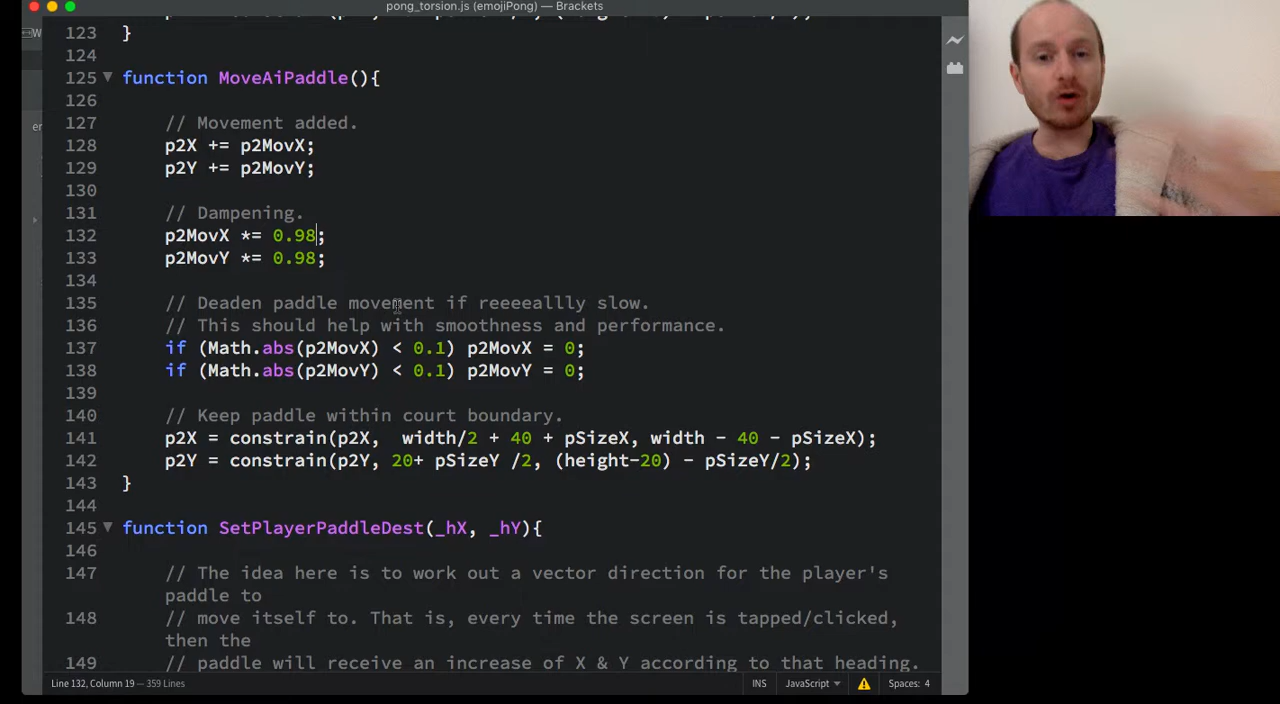 pong_torsion.js (emojiPong) — Brackets
123 }
124
125 function MoveAiPaddle(){
126
127 // Movement added.
128 p2X += p2MovX;
129 p2Y += p2MovY;
130
131 // Dampening.
132 p2MovX *= 0.98;
133 p2MovY *= 0.98;
134
135 // Deaden paddle movement if reeeeallly slow.
136 // This should help with smoothness and performance.
137 if (Math.abs(p2MovX) < 0.1) p2MovX = 0;
138 if (Math.abs(p2MovY) < 0.1) p2MovY = 0;
139
140 // Keep paddle within court boundary.
141 p2X = constrain(p2X,  width/2 + 40 + pSizeX, width - 40 - pSizeX);
142 p2Y = constrain(p2Y, 20+ pSizeY /2, (height-20) - pSizeY/2);
143 }
144
145 function SetPlayerPaddleDest(_hX, _hY){
146
147 // The idea here is to work out a vector direction for the player's
paddle to
148 // move itself to. That is, every time the screen is tapped/clicked,
then the
149 // paddle will receive an increase of X & Y according to that heading.
Line 132, Column 19 — 359 Lines INS JavaScript Spaces: 4